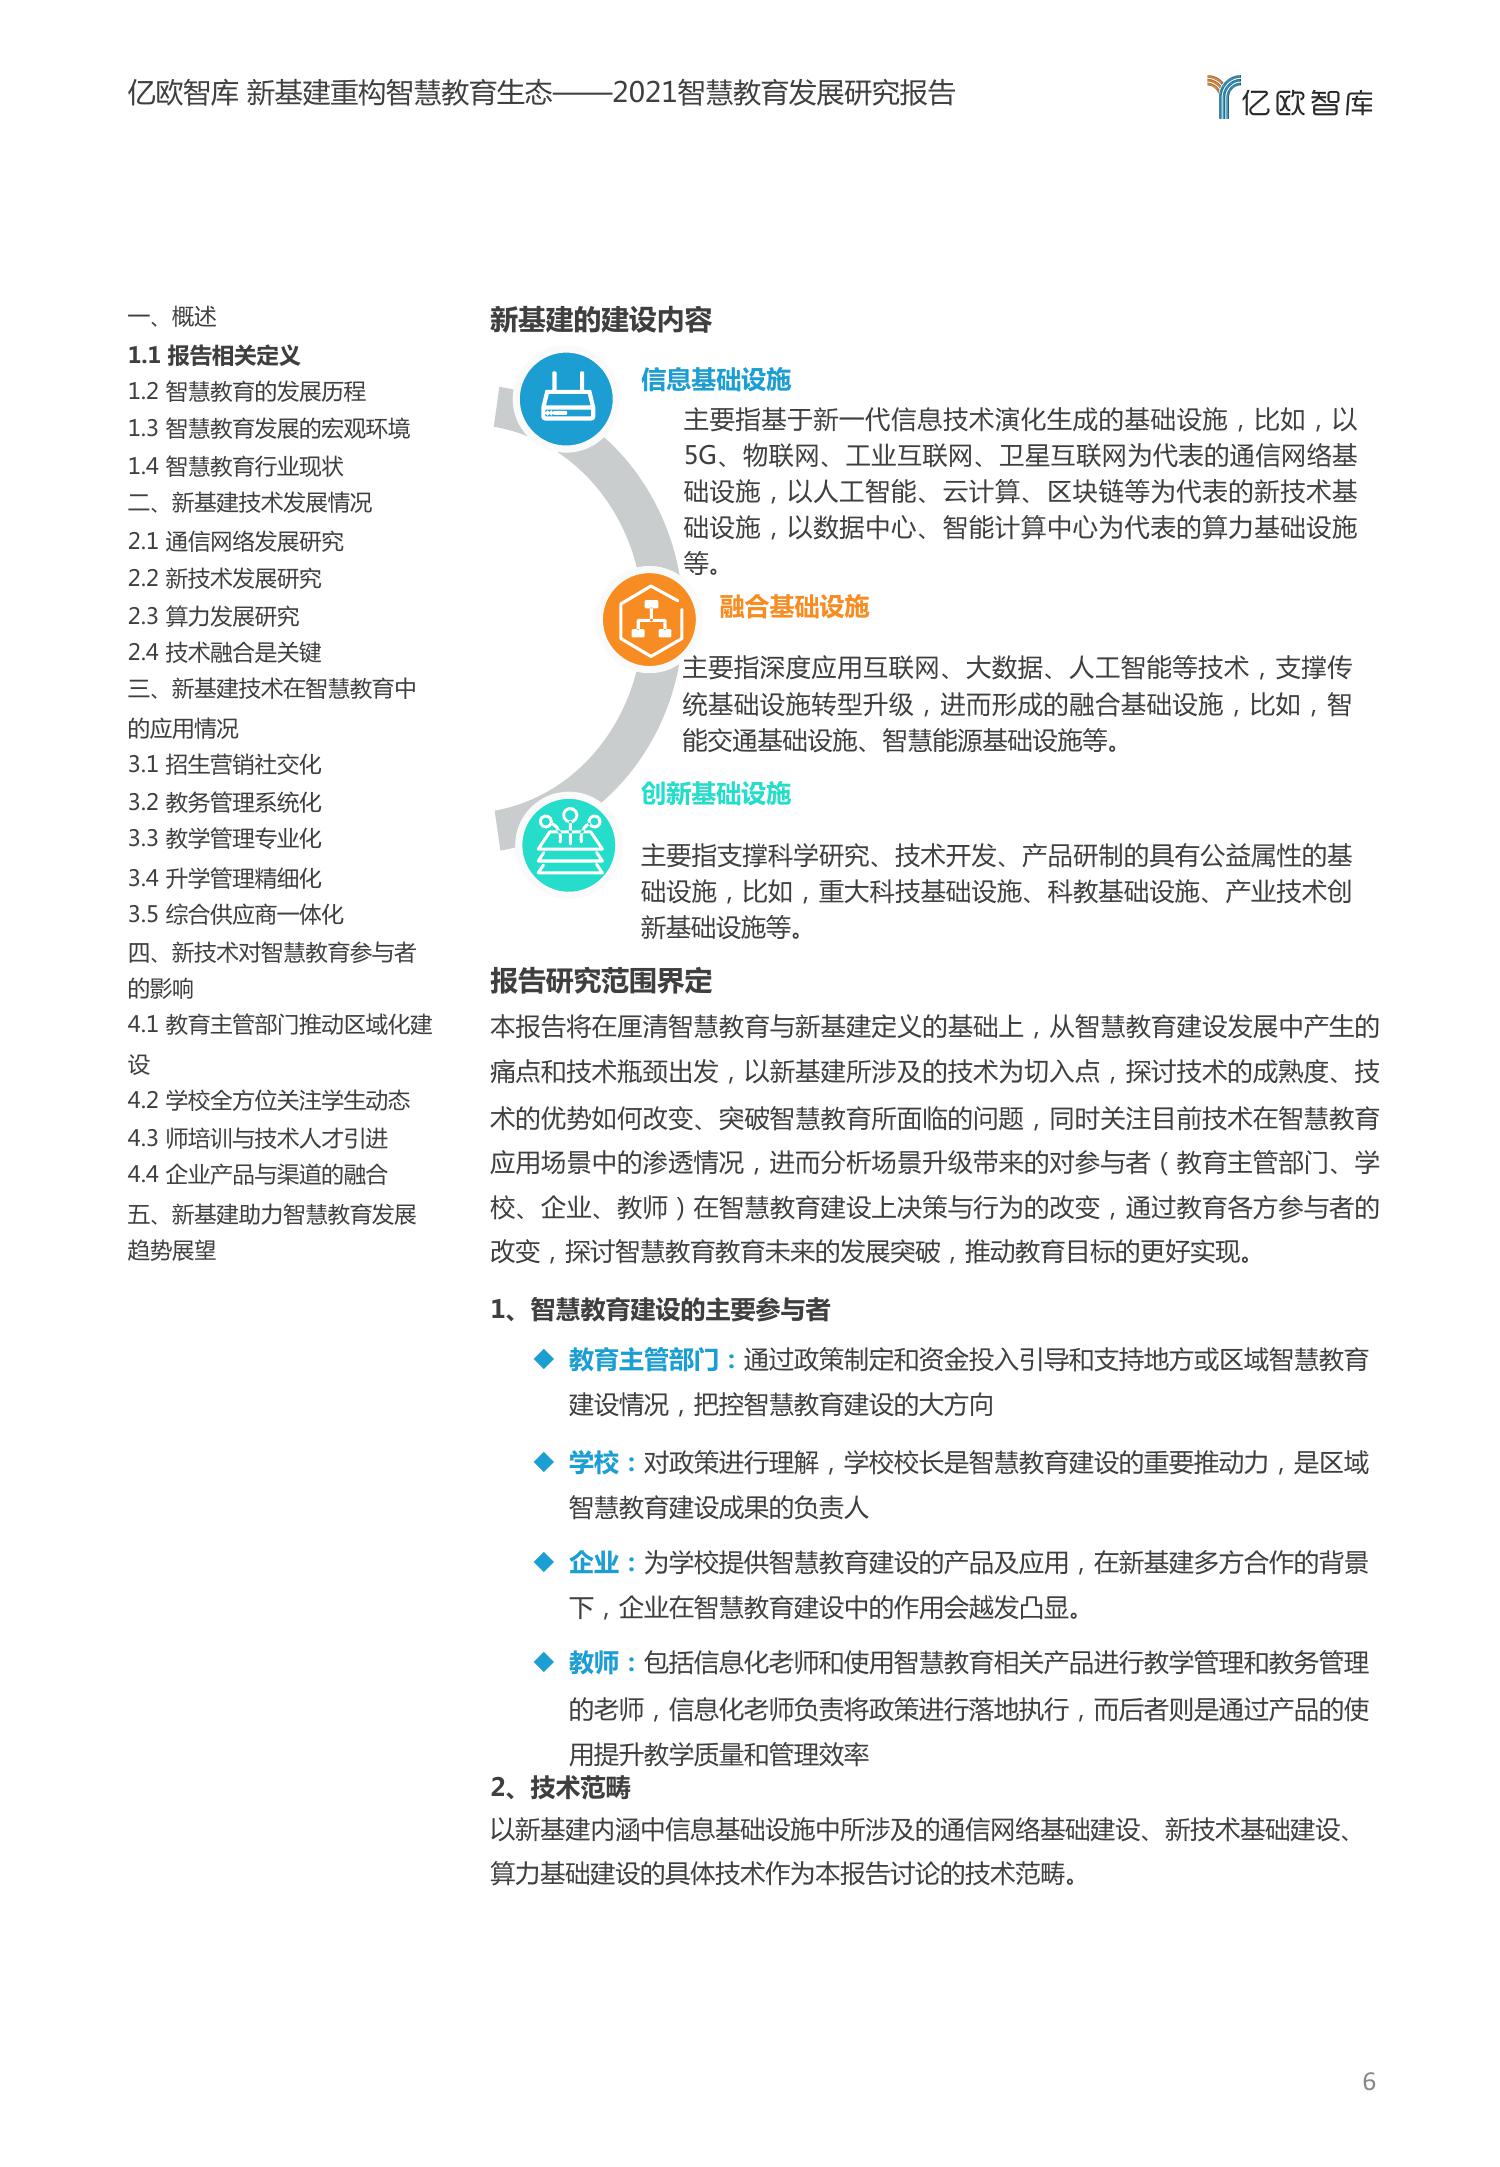 亿欧智库 新基建重构智慧教育生态——2021智慧教育发展研究报告
亿欧智库
一、概述
1.1 报告相关定义
1.2 智慧教育的发展历程
1.3 智慧教育发展的宏观环境
1.4 智慧教育行业现状
二、新基建技术发展情况
2.1 通信网络发展研究
2.2 新技术发展研究
2.3 算力发展研究
2.4 技术融合是关键
三、新基建技术在智慧教育中
的应用情况
3.1 招生营销社交化
3.2 教务管理系统化
3.3 教学管理专业化
3.4 升学管理精细化
3.5 综合供应商一体化
四、新技术对智慧教育参与者
的影响
4.1 教育主管部门推动区域化建
设
4.2 学校全方位关注学生动态
4.3 师培训与技术人才引进
4.4 企业产品与渠道的融合
五、新基建助力智慧教育发展
趋势展望
新基建的建设内容
信息基础设施
主要指基于新一代信息技术演化生成的基础设施，比如，以
5G、物联网、工业互联网、卫星互联网为代表的通信网络基
础设施，以人工智能、云计算、区块链等为代表的新技术基
础设施，以数据中心、智能计算中心为代表的算力基础设施
等。
融合基础设施
主要指深度应用互联网、大数据、人工智能等技术，支撑传
统基础设施转型升级，进而形成的融合基础设施，比如，智
能交通基础设施、智慧能源基础设施等。
创新基础设施
主要指支撑科学研究、技术开发、产品研制的具有公益属性的基
础设施，比如，重大科技基础设施、科教基础设施、产业技术创
新基础设施等。
报告研究范围界定
本报告将在厘清智慧教育与新基建定义的基础上，从智慧教育建设发展中产生的
痛点和技术瓶颈出发，以新基建所涉及的技术为切入点，探讨技术的成熟度、技
术的优势如何改变、突破智慧教育所面临的问题，同时关注目前技术在智慧教育
应用场景中的渗透情况，进而分析场景升级带来的对参与者（教育主管部门、学
校、企业、教师）在智慧教育建设上决策与行为的改变，通过教育各方参与者的
改变，探讨智慧教育教育未来的发展突破，推动教育目标的更好实现。
1、智慧教育建设的主要参与者
◆ 教育主管部门：通过政策制定和资金投入引导和支持地方或区域智慧教育
建设情况，把控智慧教育建设的大方向
◆ 学校：对政策进行理解，学校校长是智慧教育建设的重要推动力，是区域
智慧教育建设成果的负责人
◆ 企业：为学校提供智慧教育建设的产品及应用，在新基建多方合作的背景
下，企业在智慧教育建设中的作用会越发凸显。
◆ 教师：包括信息化老师和使用智慧教育相关产品进行教学管理和教务管理
的老师，信息化老师负责将政策进行落地执行，而后者则是通过产品的使
用提升教学质量和管理效率
2、技术范畴
以新基建内涵中信息基础设施中所涉及的通信网络基础建设、新技术基础建设、
算力基础建设的具体技术作为本报告讨论的技术范畴。
6